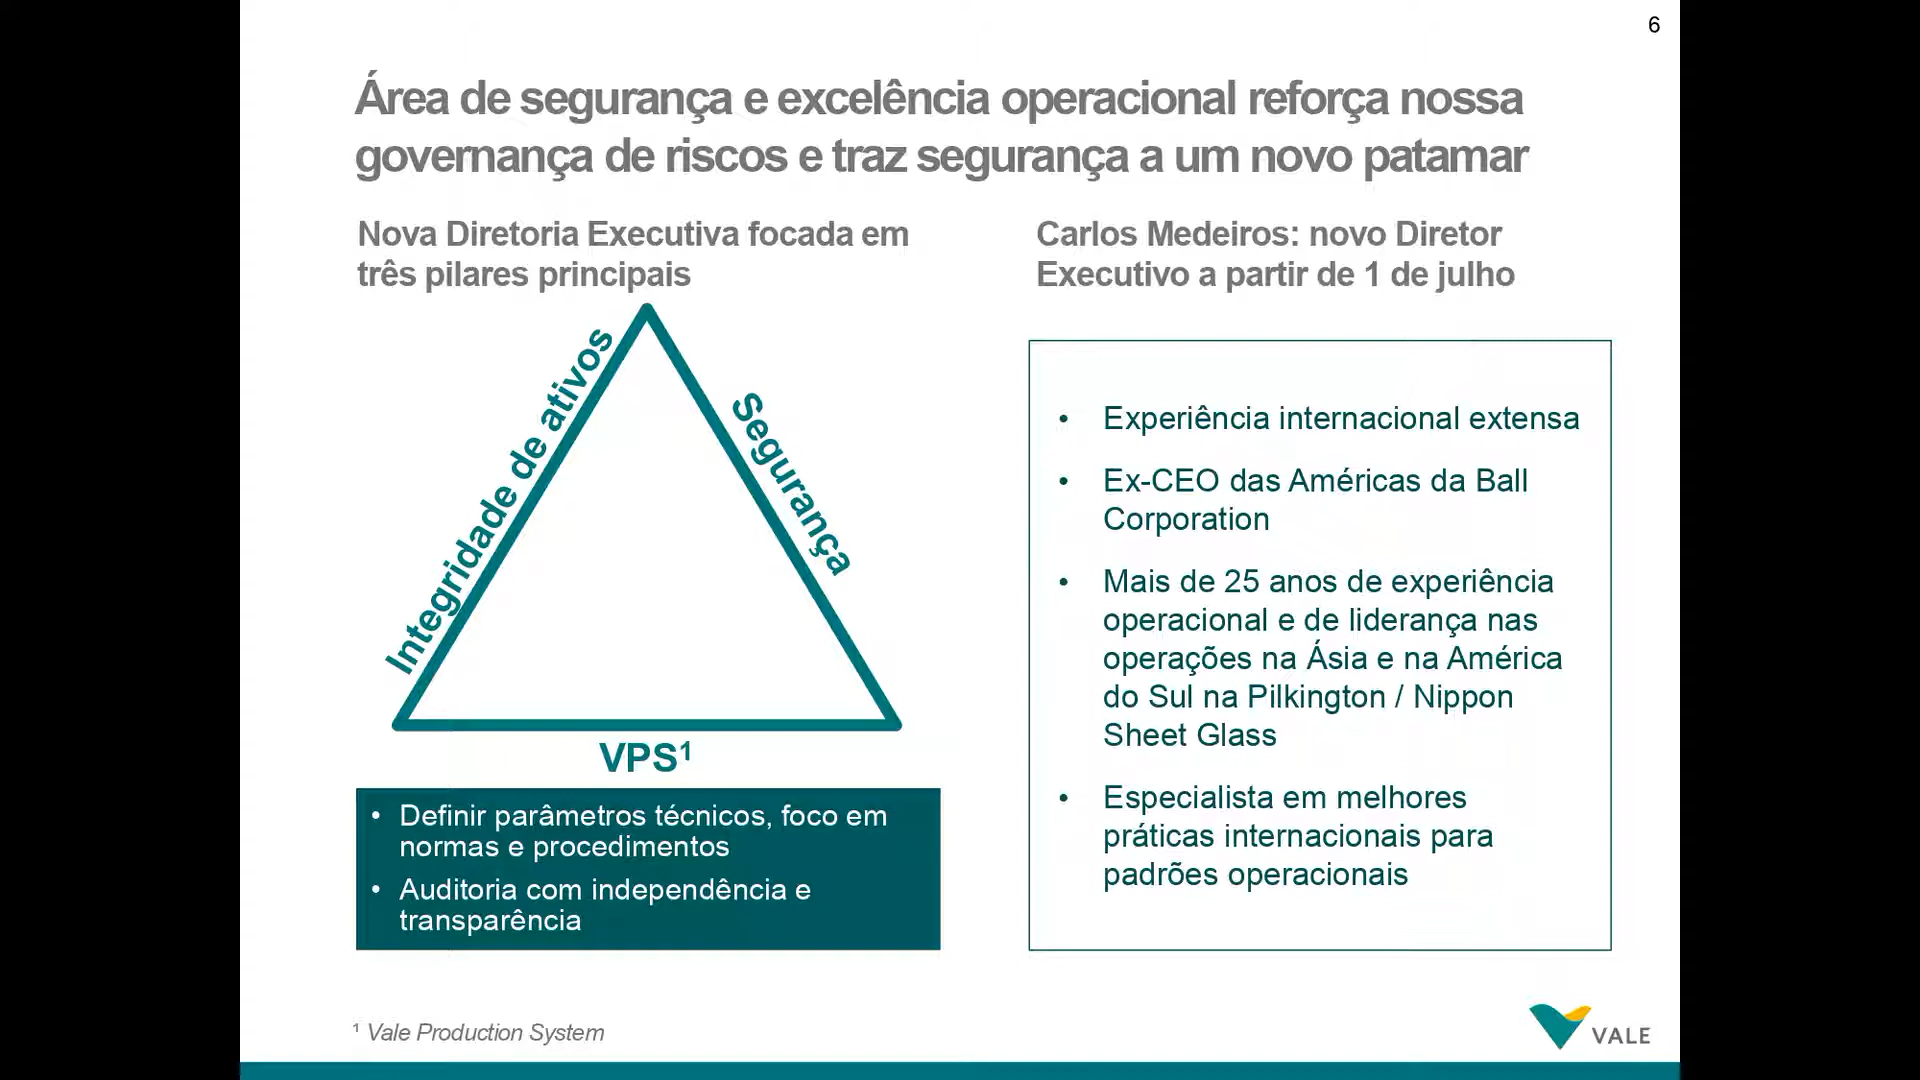 6
Área de segurança e excelência operacional reforça nossa
governança de riscos e traz segurança a um novo patamar
Nova Diretoria Executiva focada em
três pilares principais
Integridade de ativos
Segurança
VPS¹
• Definir parâmetros técnicos, foco em
normas e procedimentos
• Auditoria com independência e
transparência
Carlos Medeiros: novo Diretor
Executivo a partir de 1 de julho
• Experiência internacional extensa
• Ex-CEO das Américas da Ball
Corporation
• Mais de 25 anos de experiência
operacional e de liderança nas
operações na Ásia e na América
do Sul na Pilkington / Nippon
Sheet Glass
• Especialista em melhores
práticas internacionais para
padrões operacionais
¹ Vale Production System
VALE